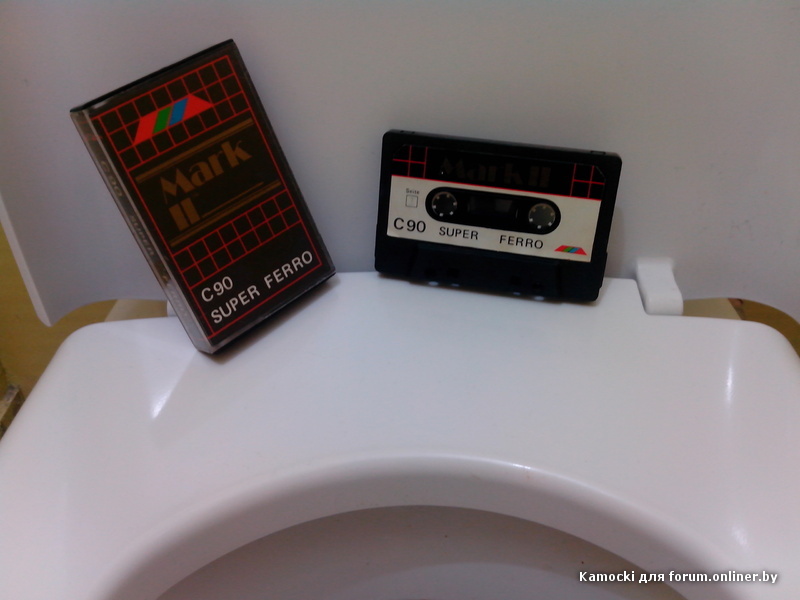 Mark
II
C90
SUPER FERRO
Mark II
C90 SUPER FERRO
Kamocki для forum.onliner.by